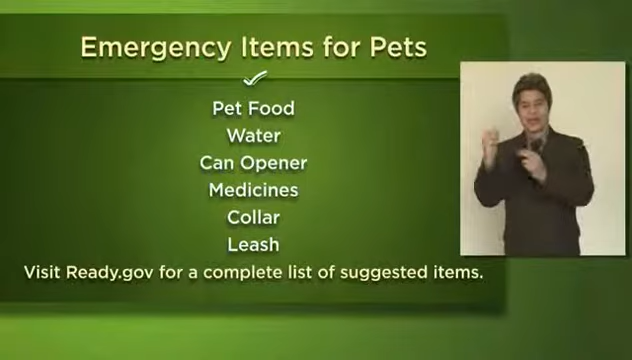 Emergency Items for Pets
Pet Food
Water
Can Opener
Medicines
Collar
Leash
Visit Ready.gov for a complete list of suggested items.